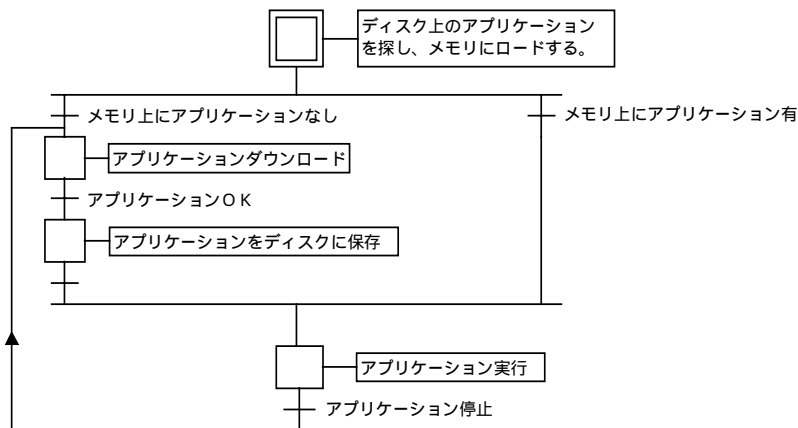 ディスク上のアプリケーション
を探し、メモリにロードする。
メモリ上にアプリケーションなし
メモリ上にアプリケーション有
アプリケーションダウンロード
アプリケーションＯＫ
アプリケーションをディスクに保存
アプリケーション実行
アプリケーション停止